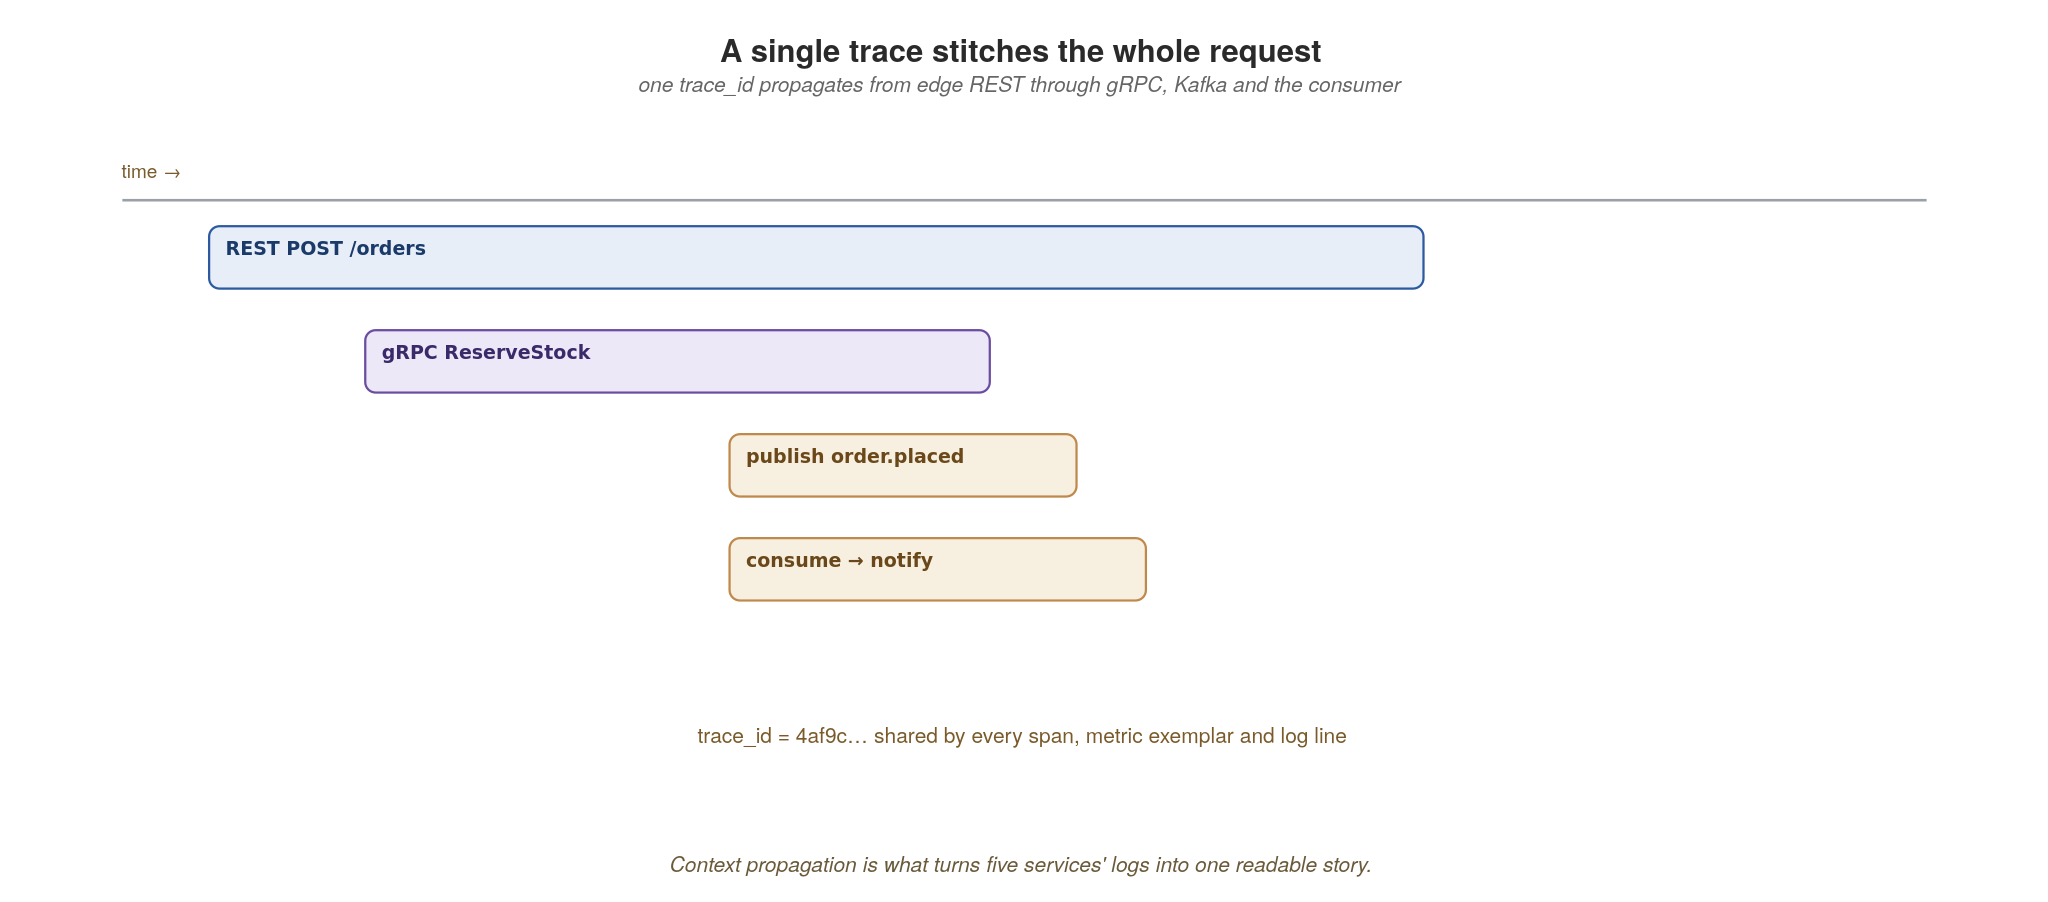 A single trace stitches the whole request
one trace_id propagates from edge REST through gRPC, Kafka and the consumer
time →
REST POST /orders
gRPC ReserveStock
publish order.placed
consume → notify
trace_id = 4af9c… shared by every span, metric exemplar and log line
Context propagation is what turns five services' logs into one readable story.